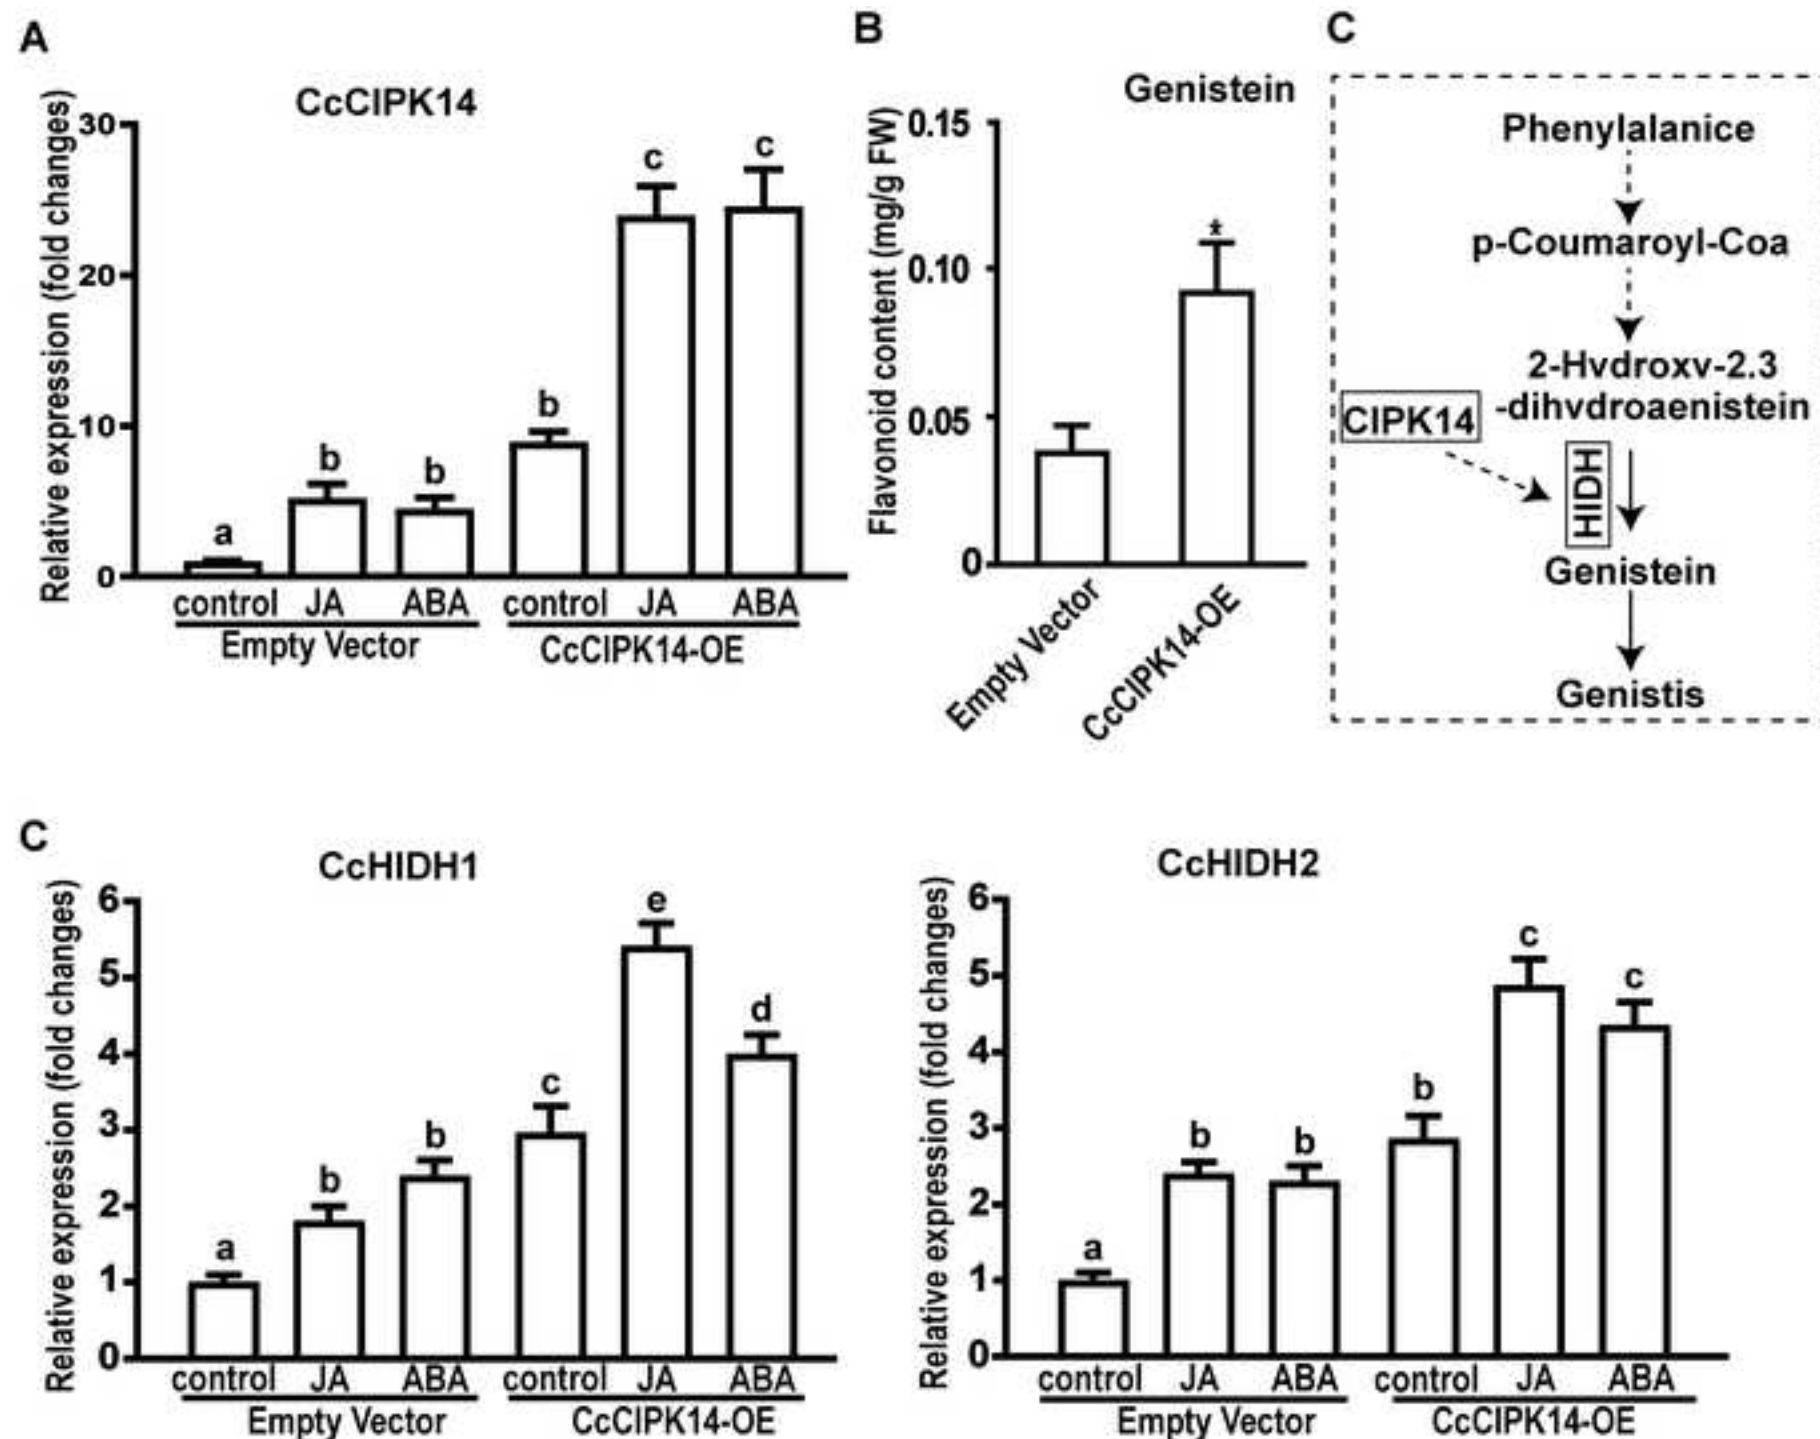 A
CcCIPK14
Relative expression (fold changes)
30
20
10
0
a
b
b
b
c
c
control JA ABA control JA ABA
Empty Vector CcCIPK14-OE
B
Genistein
Flavonoid content (mg/g FW)
0.15
0.10
0.05
0
*
Empty Vector
CcCIPK14-OE
C
Phenylalanice
p-Coumaroyl-Coa
2-Hvdroxv-2.3
-dihvdroaenistein
CIPK14
HIDH
Genistein
Genistis
C
CcHIDH1
Relative expression (fold changes)
6
5
4
3
2
1
0
a
b
b
c
e
d
control JA ABA control JA ABA
Empty Vector CcCIPK14-OE
CcHIDH2
Relative expression (fold changes)
6
5
4
3
2
1
0
a
b
b
b
c
c
control JA ABA control JA ABA
Empty Vector CcCIPK14-OE